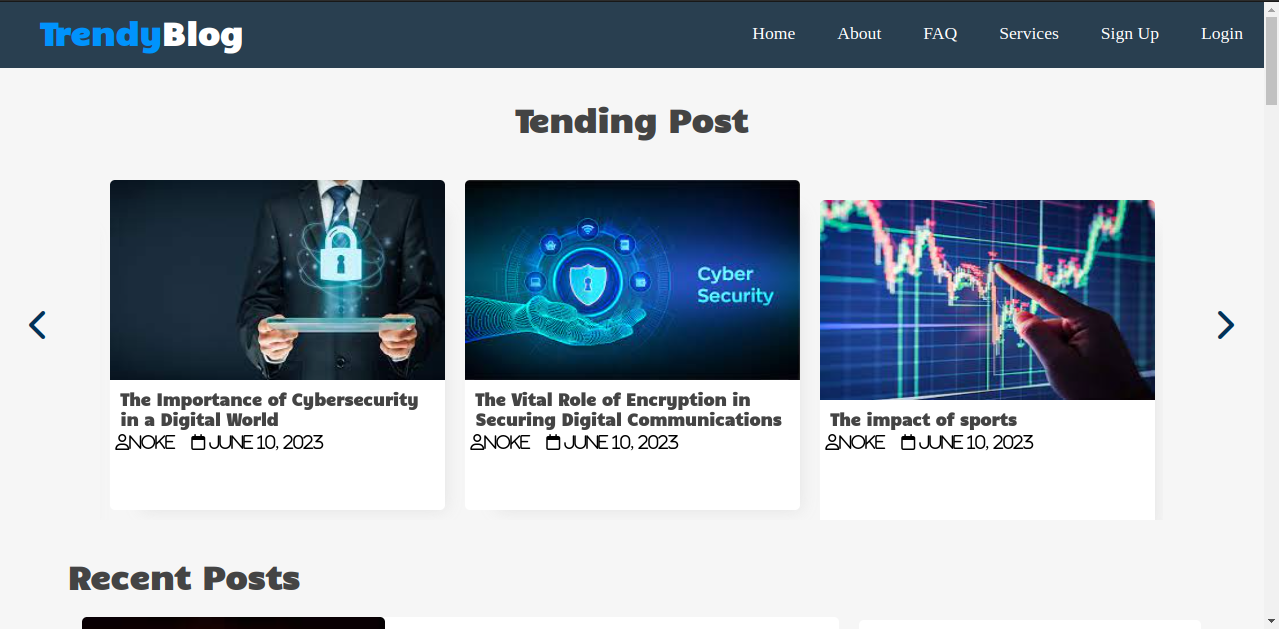 TrendyBlog
Home About FAQ Services Sign Up Login
Tending Post
Cyber
Security
The Importance of Cybersecurity
in a Digital World
NOKE JUNE 10, 2023
The Vital Role of Encryption in
Securing Digital Communications
NOKE JUNE 10, 2023
The impact of sports
NOKE JUNE 10, 2023
Recent Posts